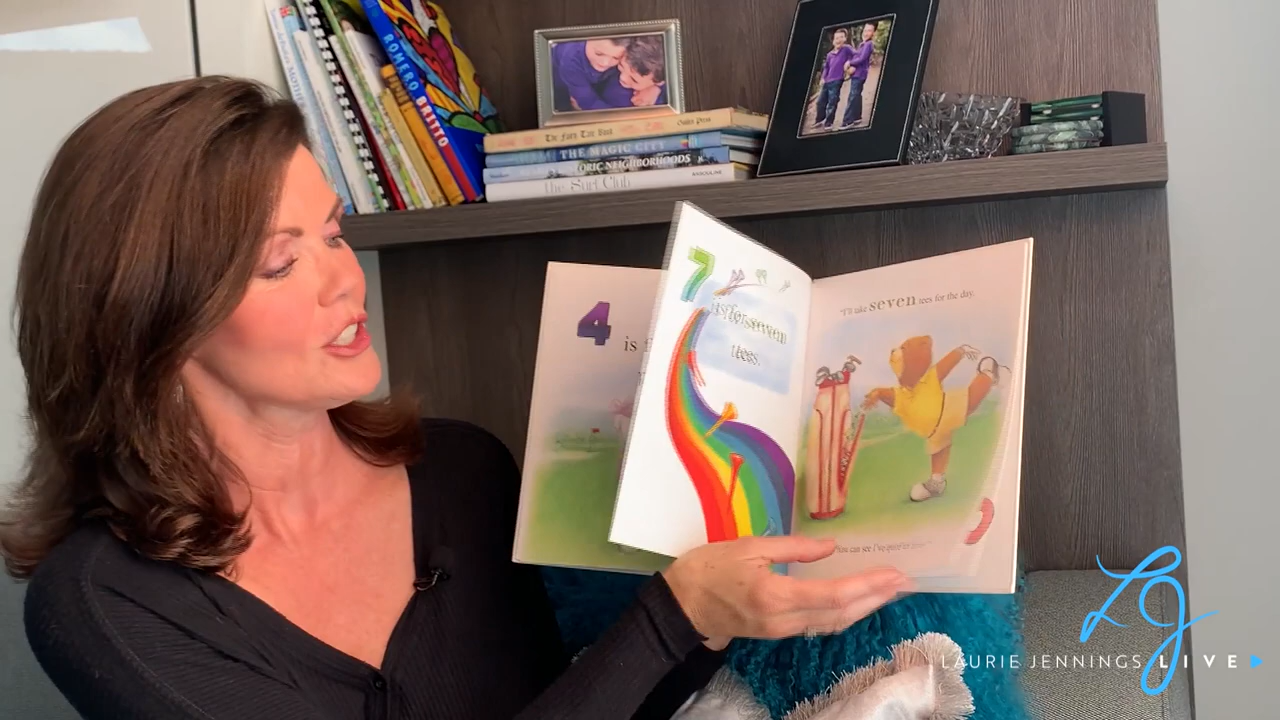 ROMERO BRITTO
The Fairy Tale Book
THE MAGIC CITY
ORIC NEIGHBORHOODS
the Surf Club
ASSOULINE
4
is f
7
is for seven
tees.
"I'll take seven tees for the day.
LAURIE JENNINGS LIVE